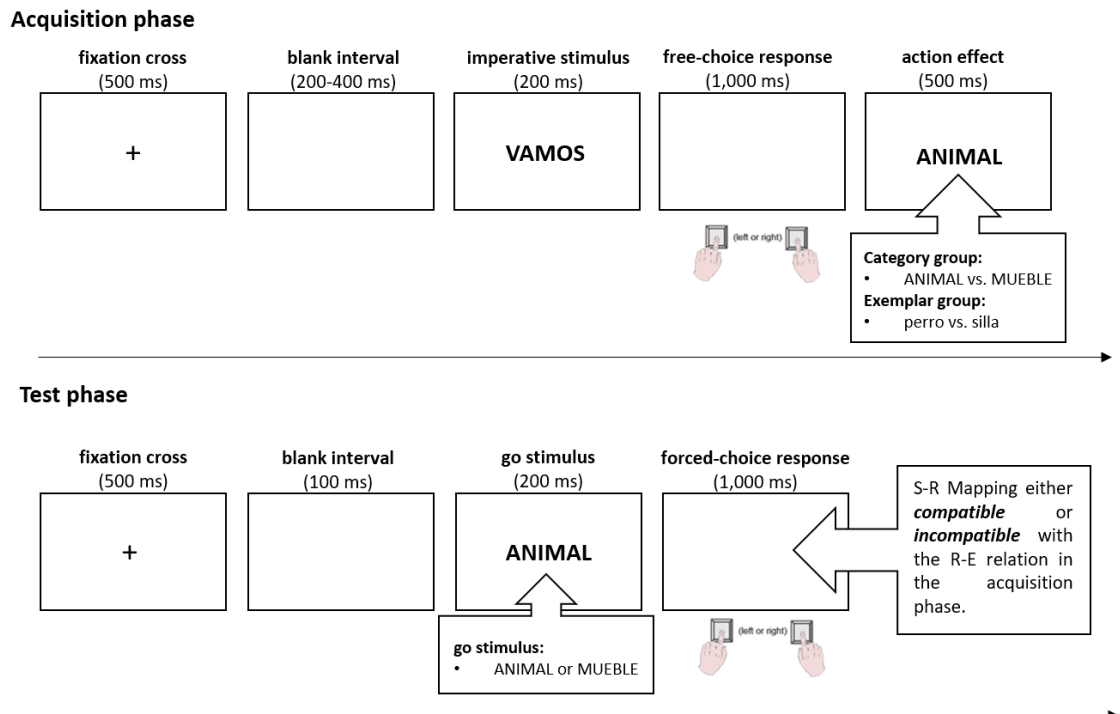 Acquisition phase
fixation cross
(500 ms)
blank interval
(200-400 ms)
imperative stimulus
(200 ms)
free-choice response
(1,000 ms)
action effect
(500 ms)
+
VAMOS
ANIMAL
(left or right)
Category group:
• ANIMAL vs. MUEBLE
Exemplar group:
• perro vs. silla
Test phase
fixation cross
(500 ms)
blank interval
(100 ms)
go stimulus
(200 ms)
forced-choice response
(1,000 ms)
+
ANIMAL
S-R Mapping either
compatible or
incompatible with
the R-E relation in
the acquisition
phase.
(left or right)
go stimulus:
• ANIMAL or MUEBLE